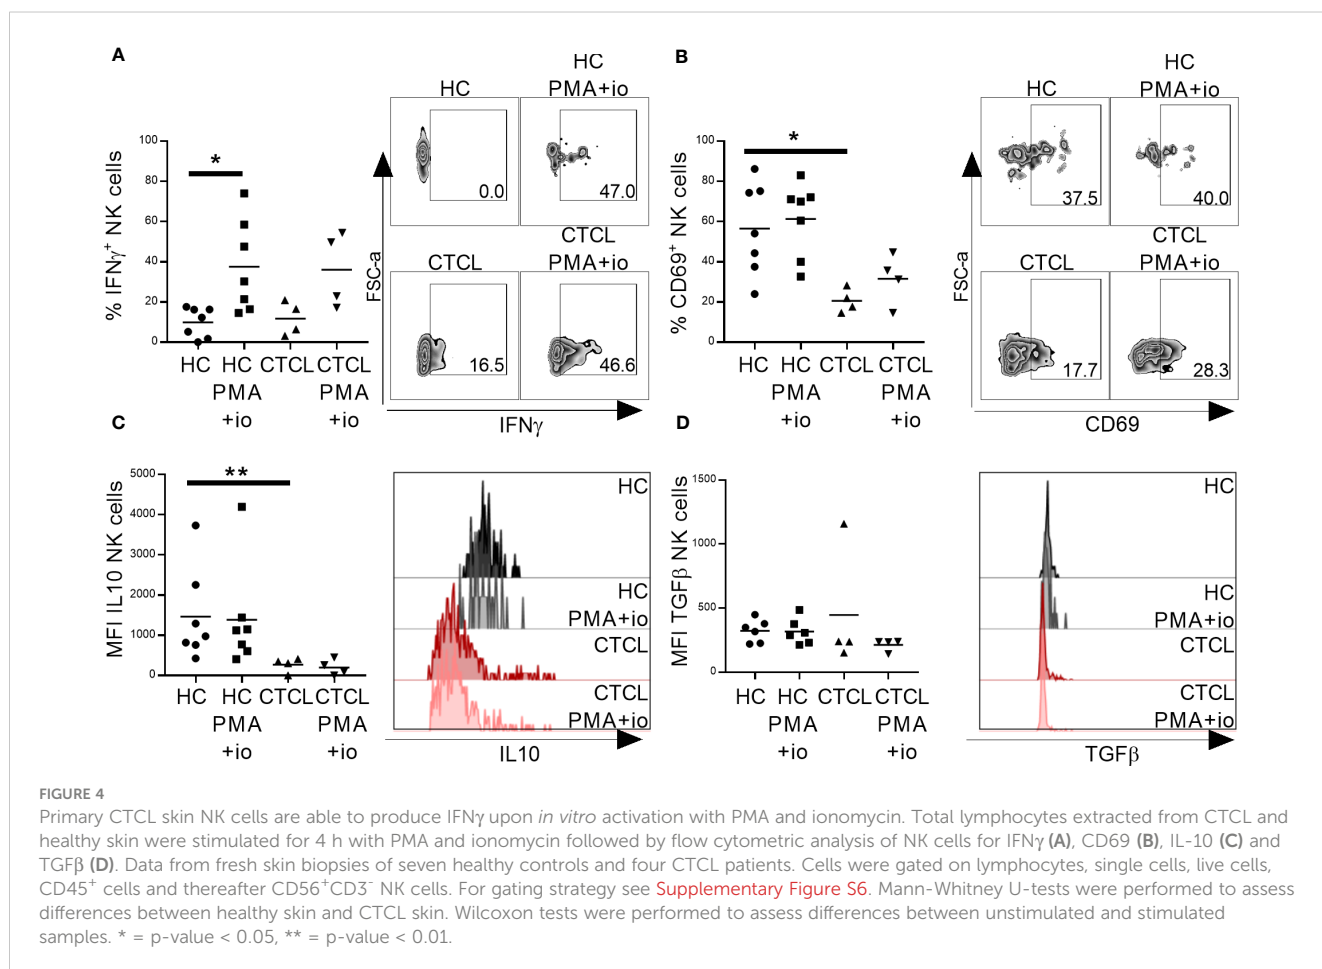 A
*
% IFNγ⁺ NK cells
100
80
60
40
20
0
HC
HC
PMA
+io
CTCL
CTCL
PMA
+io
HC
HC
PMA+io
0.0
47.0
CTCL
CTCL
PMA+io
16.5
46.6
FSC-a
IFNγ
B
*
% CD69⁺ NK cells
100
80
60
40
20
0
HC
HC
PMA
+io
CTCL
CTCL
PMA
+io
HC
HC
PMA+io
37.5
40.0
CTCL
CTCL
PMA+io
17.7
28.3
FSC-a
CD69
C
**
MFI IL10 NK cells
5000
4000
3000
2000
1000
0
HC
HC
PMA
+io
CTCL
CTCL
PMA
+io
HC
HC
PMA+io
CTCL
CTCL
PMA+io
IL10
D
MFI TGFβ NK cells
1500
1000
500
0
HC
HC
PMA
+io
CTCL
CTCL
PMA
+io
HC
HC
PMA+io
CTCL
CTCL
PMA+io
TGFβ
FIGURE 4
Primary CTCL skin NK cells are able to produce IFNγ upon in vitro activation with PMA and ionomycin. Total lymphocytes extracted from CTCL and
healthy skin were stimulated for 4 h with PMA and ionomycin followed by flow cytometric analysis of NK cells for IFNγ (A), CD69 (B), IL-10 (C) and
TGFβ (D). Data from fresh skin biopsies of seven healthy controls and four CTCL patients. Cells were gated on lymphocytes, single cells, live cells,
CD45⁺ cells and thereafter CD56⁺CD3⁻ NK cells. For gating strategy see Supplementary Figure S6. Mann-Whitney U-tests were performed to assess
differences between healthy skin and CTCL skin. Wilcoxon tests were performed to assess differences between unstimulated and stimulated
samples. * = p-value < 0.05, ** = p-value < 0.01.